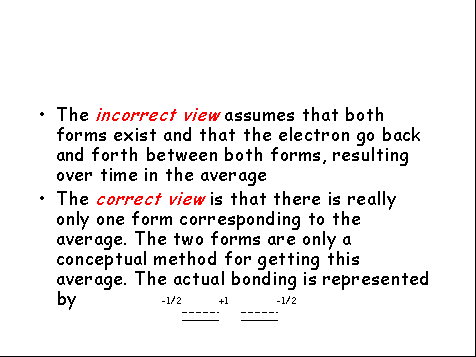 • The incorrect view assumes that both
forms exist and that the electron go back
and forth between both forms, resulting
over time in the average
• The correct view is that there is really
only one form corresponding to the
average. The two forms are only a
conceptual method for getting this
average. The actual bonding is represented
by -1/2 +1 -1/2